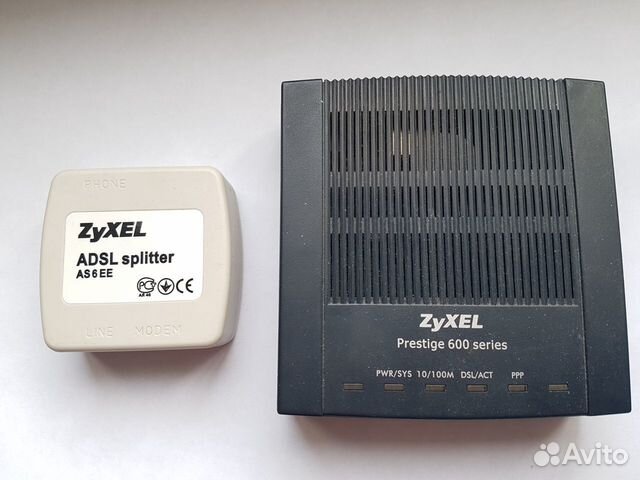 PHONE
ZyXEL
ADSL splitter
AS6EE
CE
LINE MODEM
ZyXEL
Prestige 600 series
PWR/SYS 10/100M DSL/ACT PPP
Avito